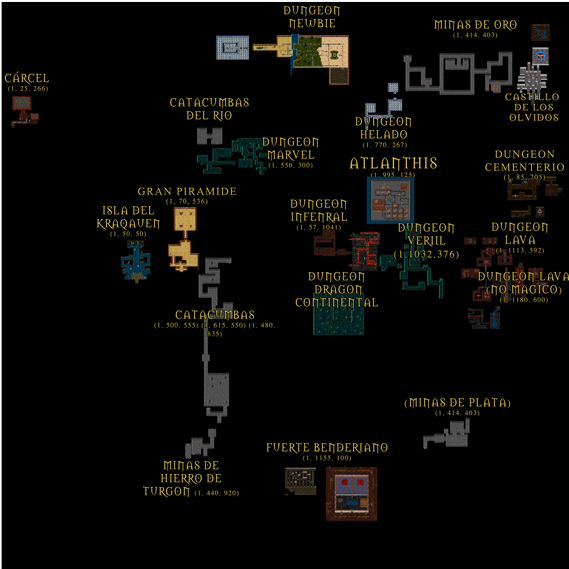 DUNGEON
NEWBIE
MINAS DE ORO
(1, 414, 403)
CÁRCEL
(1, 25, 266)
CASTILLO
DE LOS
OLVIDOS
CATACUMBAS
DEL RIO
DUNGEON
HELADO
(1, 770, 267)
DUNGEON
MARVEL
(1, 550, 300)
ATLANTHIS
(1, 995, 125)
DUNGEON
CEMENTERIO
(1, 85, 705)
GRAN PIRAMIDE
(1, 70, 536)
ISLA DEL
KRAQAUEN
(1, 50, 50)
DUNGEON
INFENRAL
(1, 57, 1041)
DUNGEON
VERJIL
(1,1032,376)
DUNGEON
LAVA
(1, 1113, 592)
DUNGEON LAVA
(NO MAGICO)
(1, 1180, 600)
DUNGEON
DRAGON
CONTINENTAL
CATACUMBAS
(1, 500, 555) (1, 615, 550) (1, 480,
835)
(MINAS DE PLATA)
(1, 414, 403)
FUERTE BENDERIANO
(1, 1155, 100)
MINAS DE
HIERRO DE
TURGON (1, 440, 920)